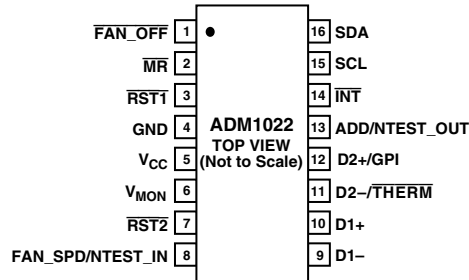 FAN_OFF 1 16 SDA
MR 2 15 SCL
RST1 3 14 INT
GND 4 ADM1022 13 ADD/NTEST_OUT
TOP VIEW
VCC 5 (Not to Scale) 12 D2+/GPI
VMON 6 11 D2–/THERM
RST2 7 10 D1+
FAN_SPD/NTEST_IN 8 9 D1–